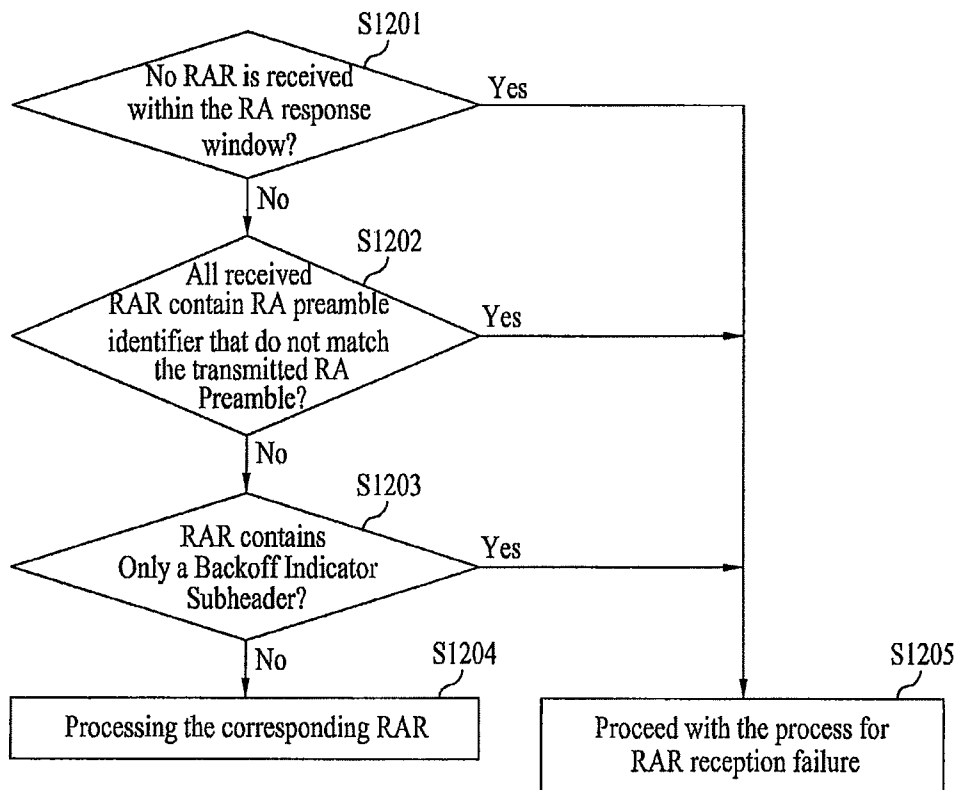 S1201
No RAR is received
within the RA response
window?
Yes
No
S1202
All received
RAR contain RA preamble
identifier that do not match
the transmitted RA
Preamble?
Yes
No
S1203
RAR contains
Only a Backoff Indicator
Subheader?
Yes
No
S1204
Processing the corresponding RAR
S1205
Proceed with the process for
RAR reception failure